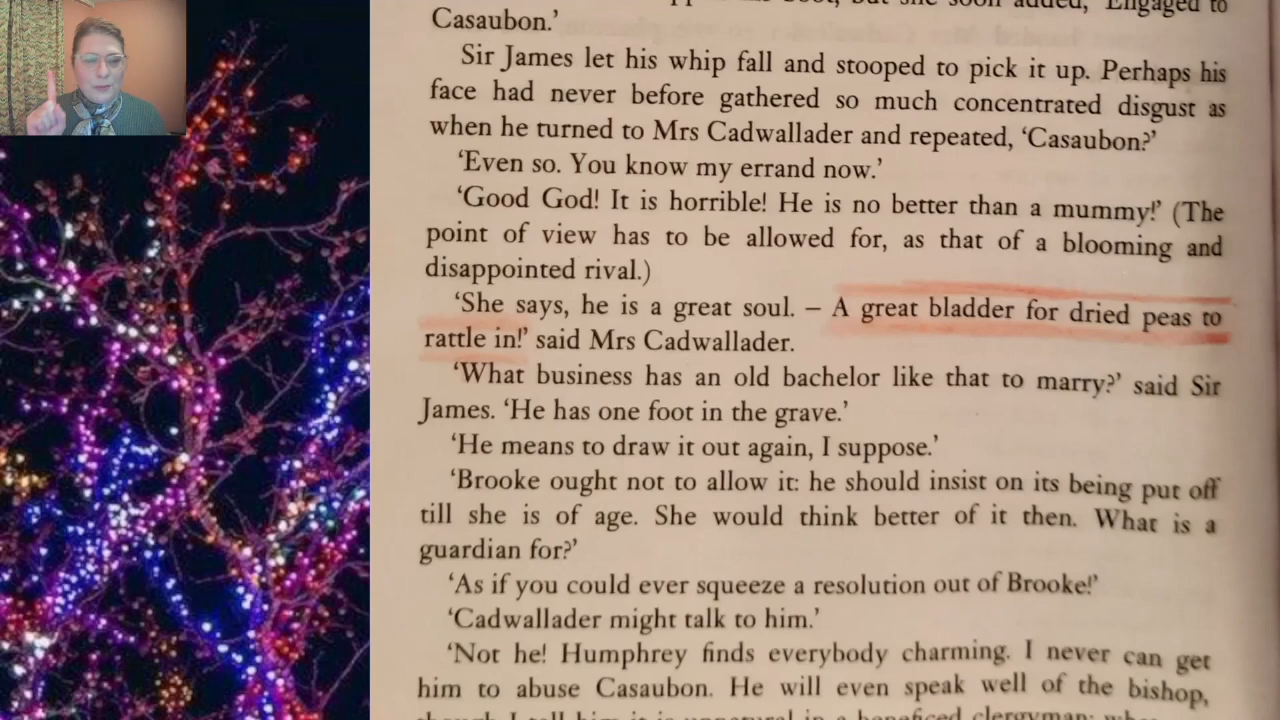 Engaged to
Casaubon.’
Sir James let his whip fall and stooped to pick it up. Perhaps his
face had never before gathered so much concentrated disgust as
when he turned to Mrs Cadwallader and repeated, ‘Casaubon?’
‘Even so. You know my errand now.’
‘Good God! It is horrible! He is no better than a mummy!’ (The
point of view has to be allowed for, as that of a blooming and
disappointed rival.)
‘She says, he is a great soul. – A great bladder for dried peas to
rattle in!’ said Mrs Cadwallader.
‘What business has an old bachelor like that to marry?’ said Sir
James. ‘He has one foot in the grave.’
‘He means to draw it out again, I suppose.’
‘Brooke ought not to allow it: he should insist on its being put off
till she is of age. She would think better of it then. What is a
guardian for?’
‘As if you could ever squeeze a resolution out of Brooke!’
‘Cadwallader might talk to him.’
‘Not he! Humphrey finds everybody charming. I never can get
him to abuse Casaubon. He will even speak well of the bishop,